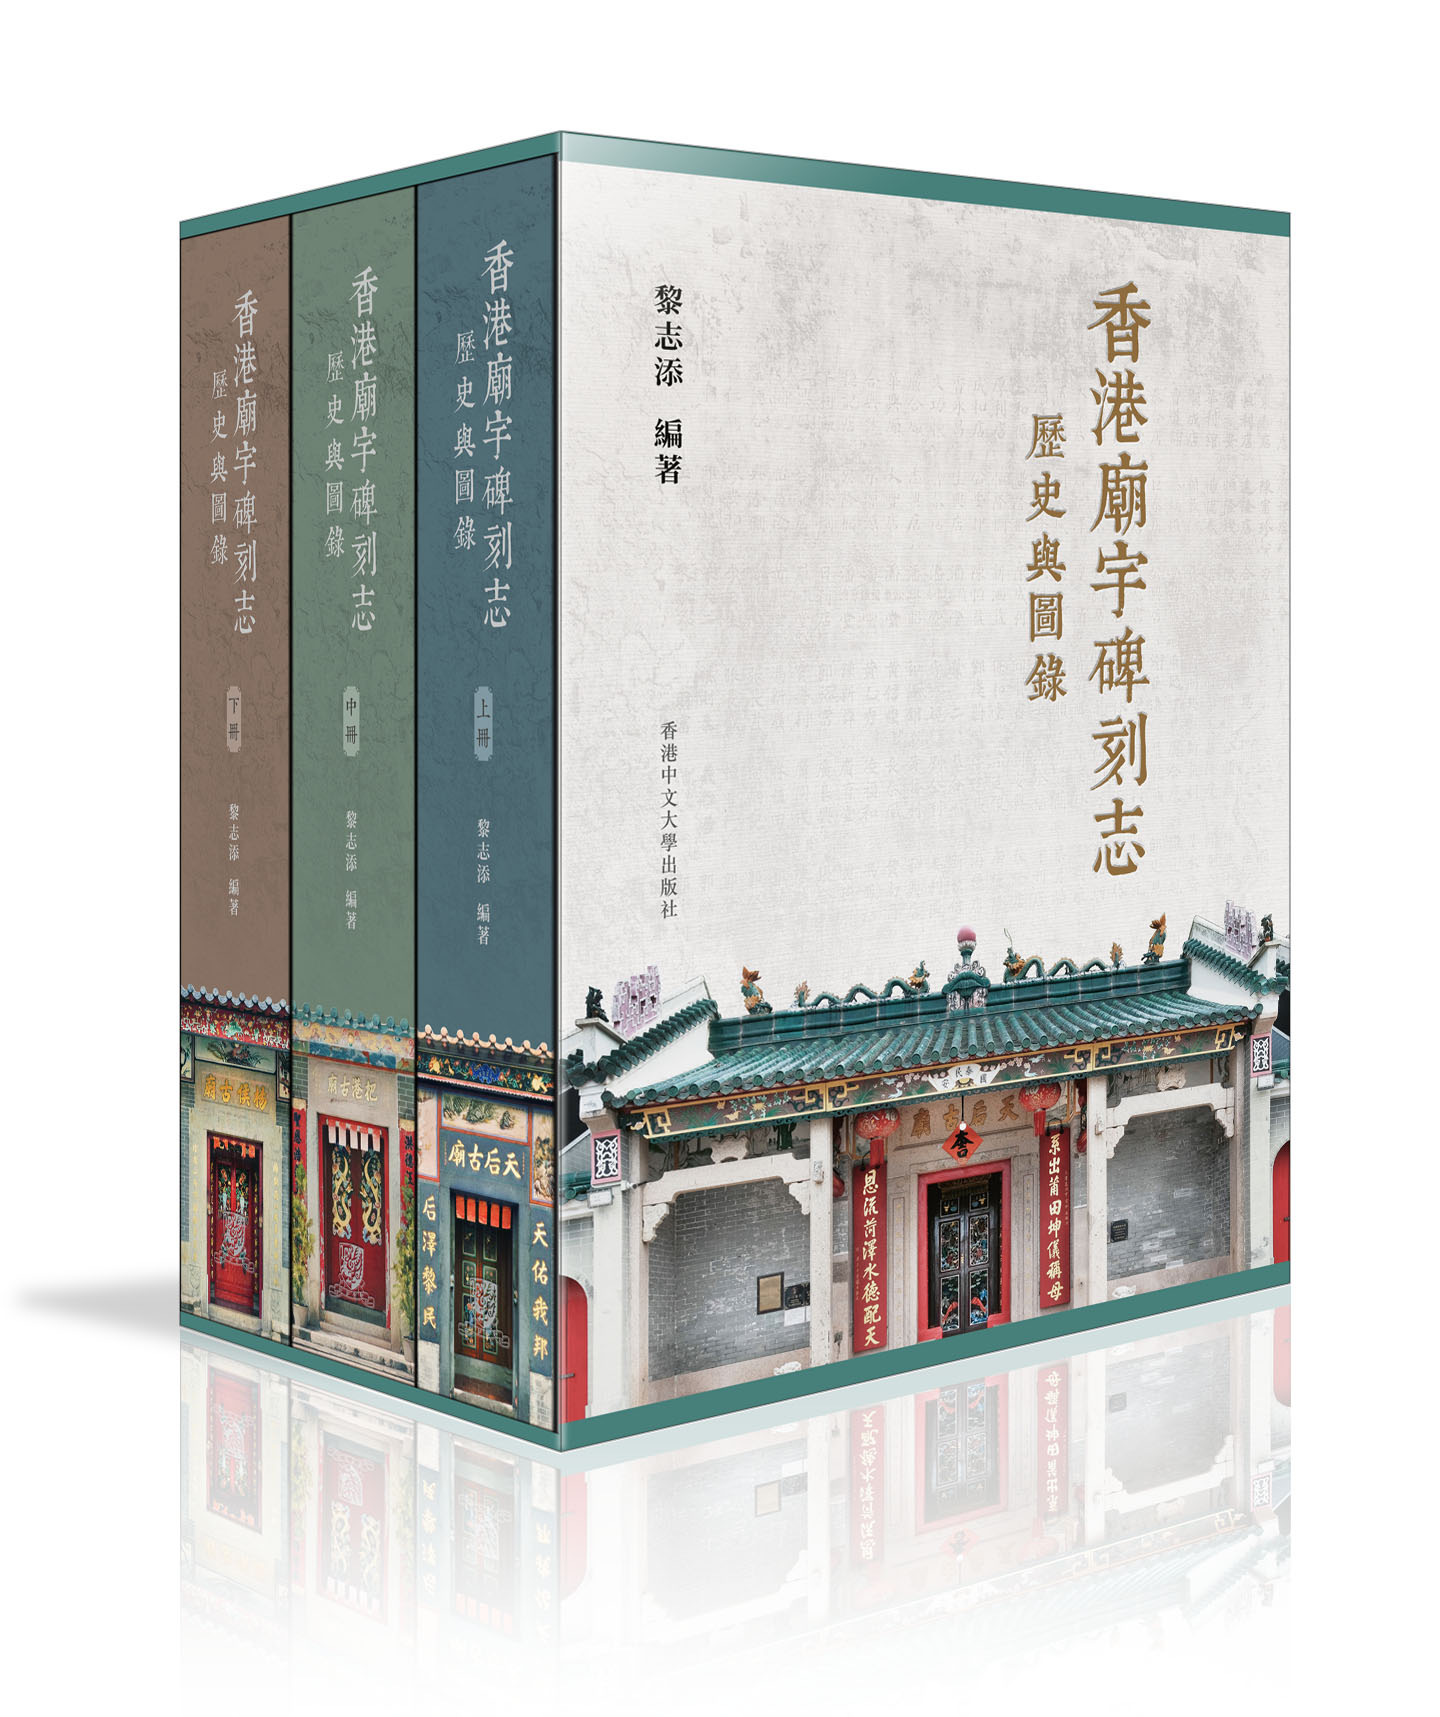 香港廟宇碑刻志
歷史與圖錄
黎志添 編著
香港中文大學出版社
國泰民安
天后古廟
系出莆田坤儀稱母
恩流荷澤水德配天
香港廟宇碑刻志
歷史與圖錄
上冊
黎志添 編著
天后古廟
天佑我邦
后澤黎民
香港廟宇碑刻志
歷史與圖錄
中冊
黎志添 編著
杞港古廟
香港廟宇碑刻志
歷史與圖錄
下冊
黎志添 編著
楊侯古廟